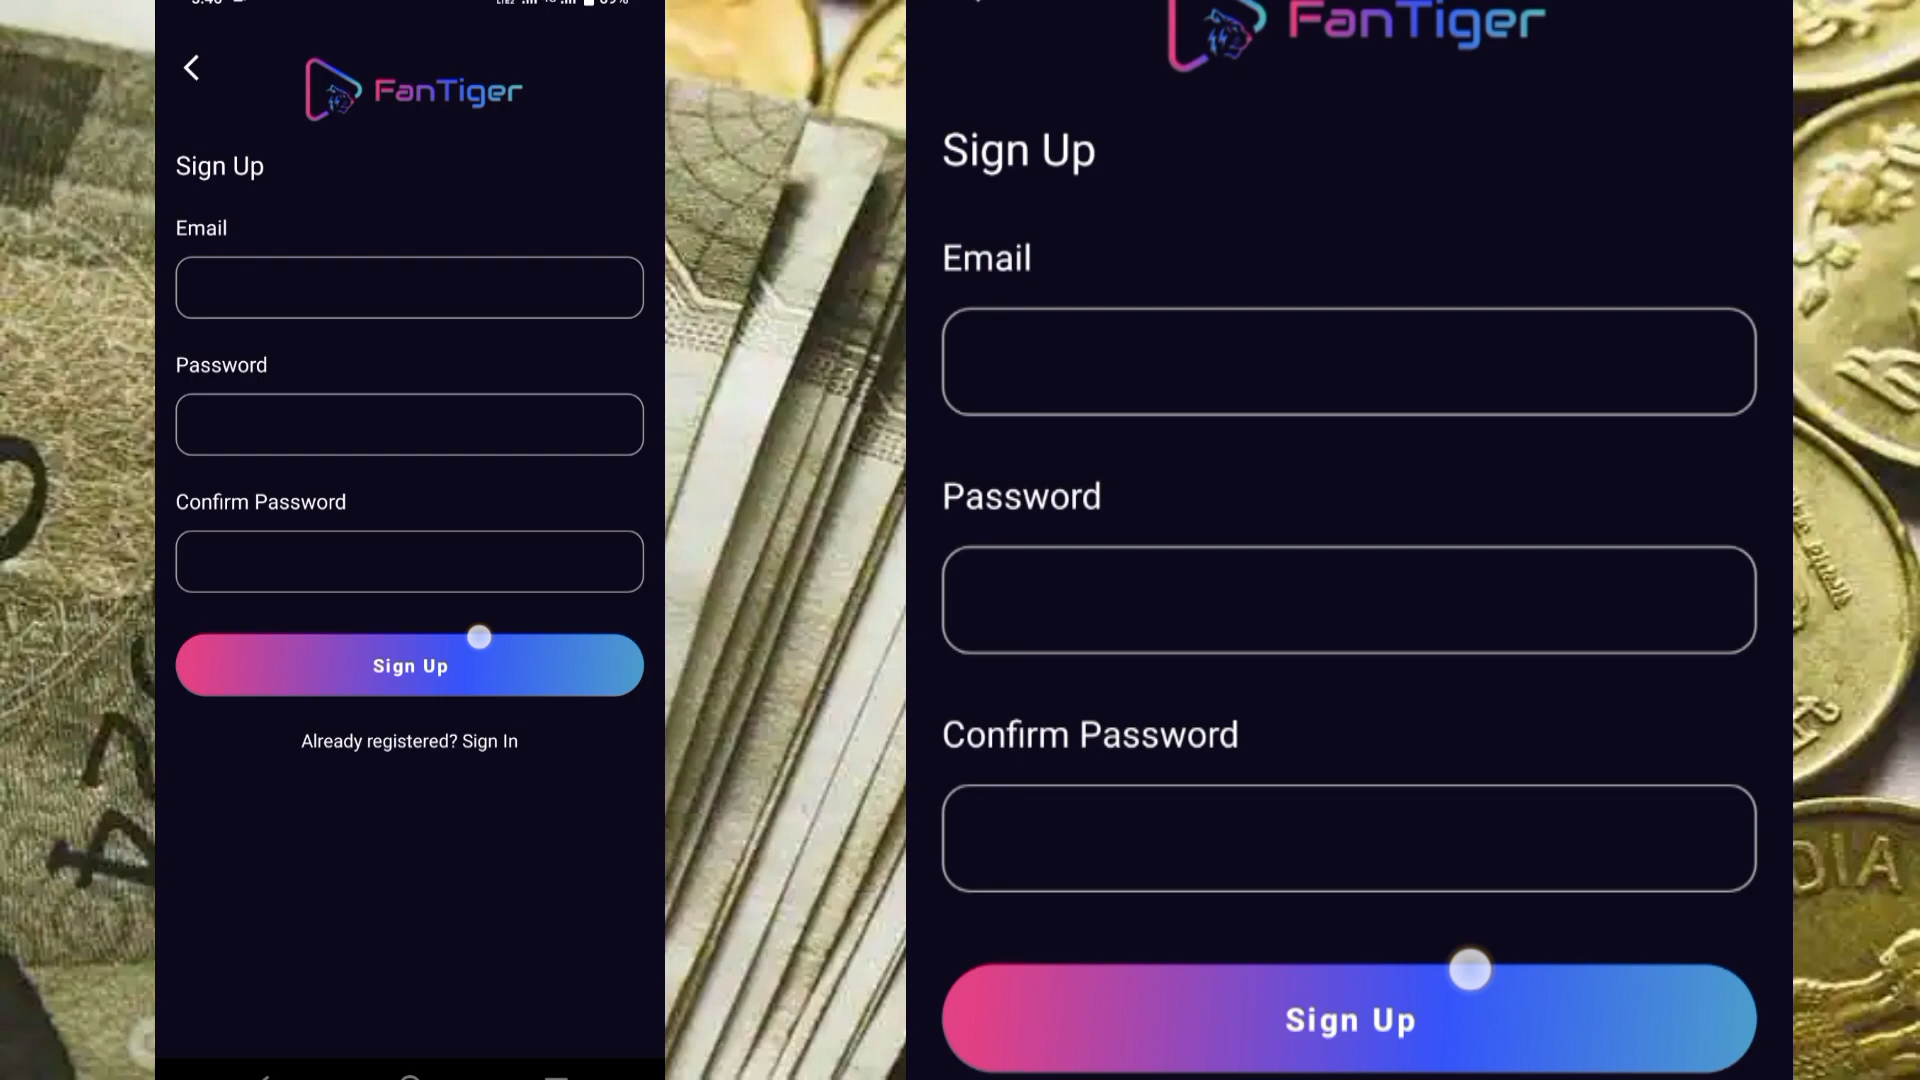 FanTiger
Sign Up
Email
Password
Confirm Password
Sign Up
Already registered? Sign In
FanTiger
Sign Up
Email
Password
Confirm Password
Sign Up